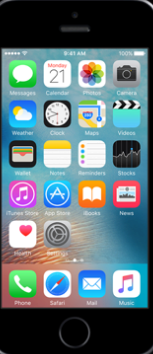 9:41 AM 100%
Monday
21
Messages Calendar Photos Camera
Weather Clock Maps Videos
Wallet Notes Reminders Stocks
iTunes Store App Store iBooks News
Health Settings
Phone Safari Mail Music